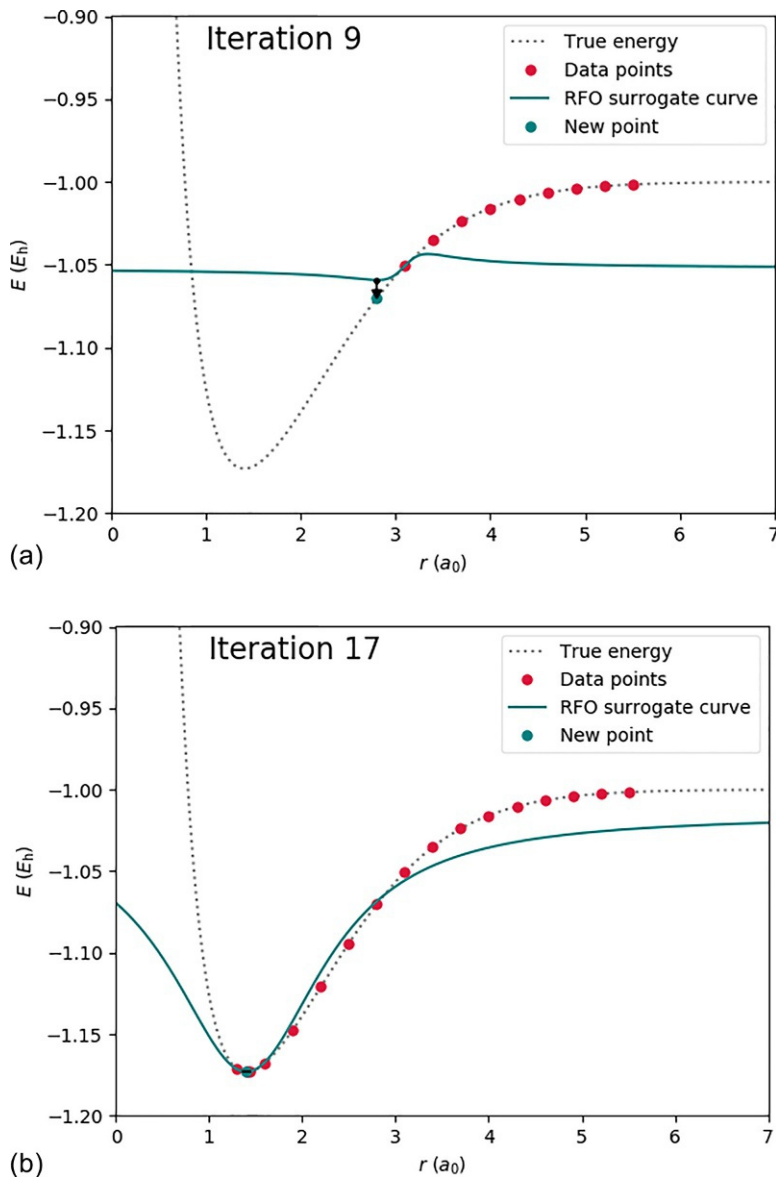 Iteration 9
True energy
Data points
RFO surrogate curve
New point
−0.90
−0.95
−1.00
−1.05
−1.10
−1.15
−1.20
E (Eₕ)
0 1 2 3 4 5 6 7
r (a₀)
(a)
Iteration 17
True energy
Data points
RFO surrogate curve
New point
−0.90
−0.95
−1.00
−1.05
−1.10
−1.15
−1.20
E (Eₕ)
0 1 2 3 4 5 6 7
r (a₀)
(b)